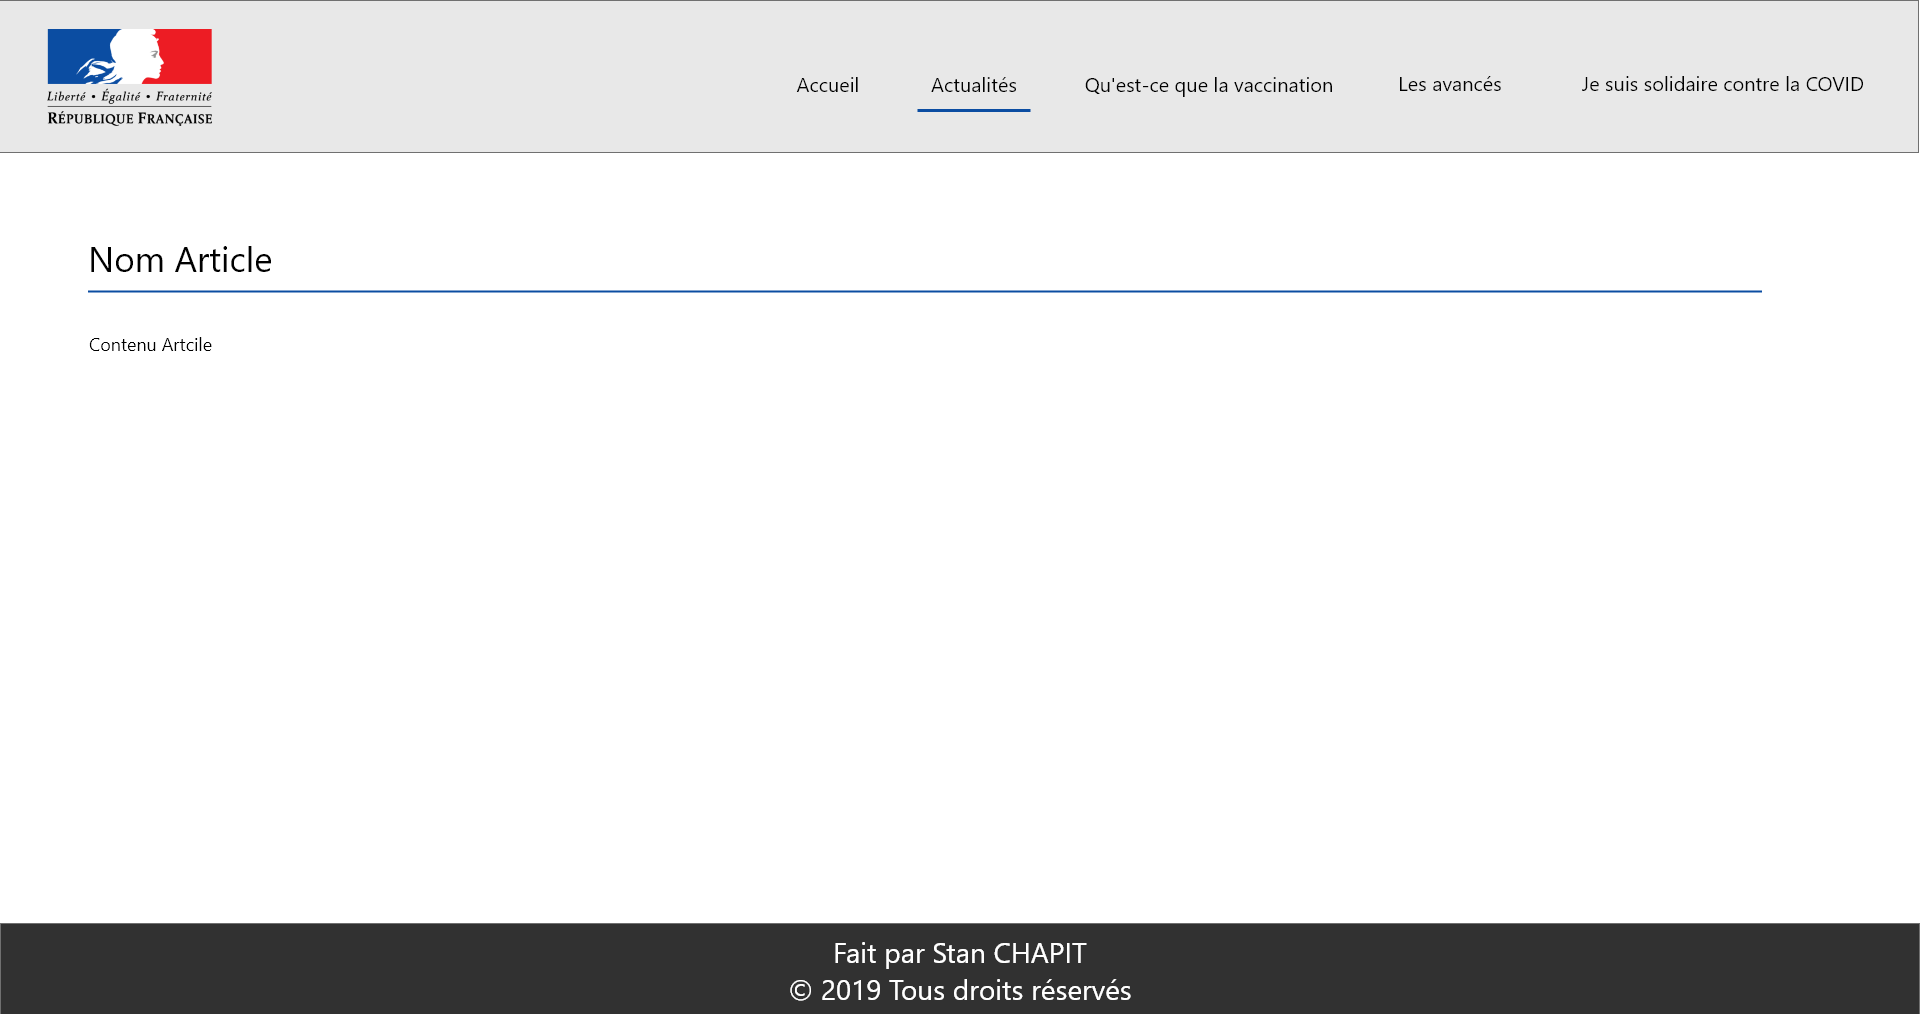 Liberté • Égalité • Fraternité
RÉPUBLIQUE FRANÇAISE
Accueil Actualités Qu'est-ce que la vaccination Les avancés Je suis solidaire contre la COVID
Nom Article
Contenu Artcile
Fait par Stan CHAPIT
© 2019 Tous droits réservés